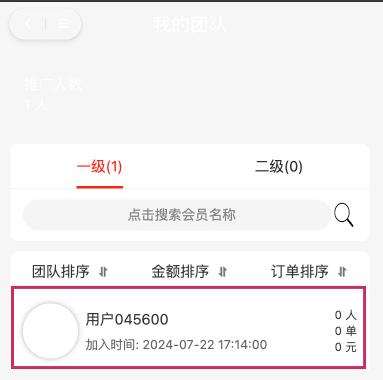 我的团队
推广人数
1 人
一级(1)
二级(0)
点击搜索会员名称
团队排序
金额排序
订单排序
用户045600
加入时间: 2024-07-22 17:14:00
0 人
0 单
0 元